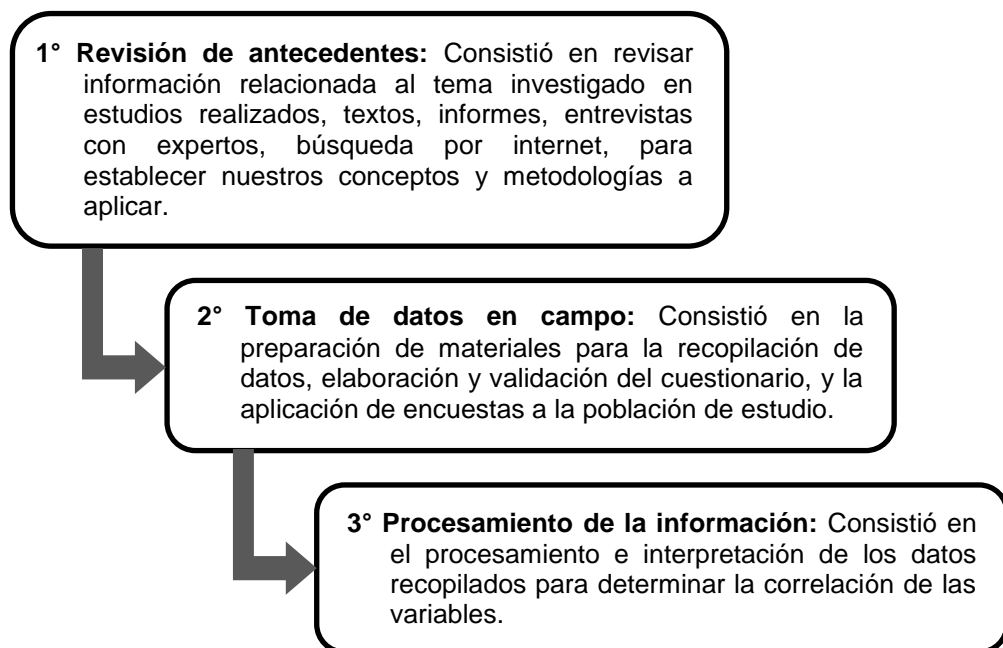 1° Revisión de antecedentes: Consistió en revisar
información relacionada al tema investigado en
estudios realizados, textos, informes, entrevistas
con expertos, búsqueda por internet, para
establecer nuestros conceptos y metodologías a
aplicar.
2° Toma de datos en campo: Consistió en la
preparación de materiales para la recopilación de
datos, elaboración y validación del cuestionario, y la
aplicación de encuestas a la población de estudio.
3° Procesamiento de la información: Consistió en
el procesamiento e interpretación de los datos
recopilados para determinar la correlación de las
variables.